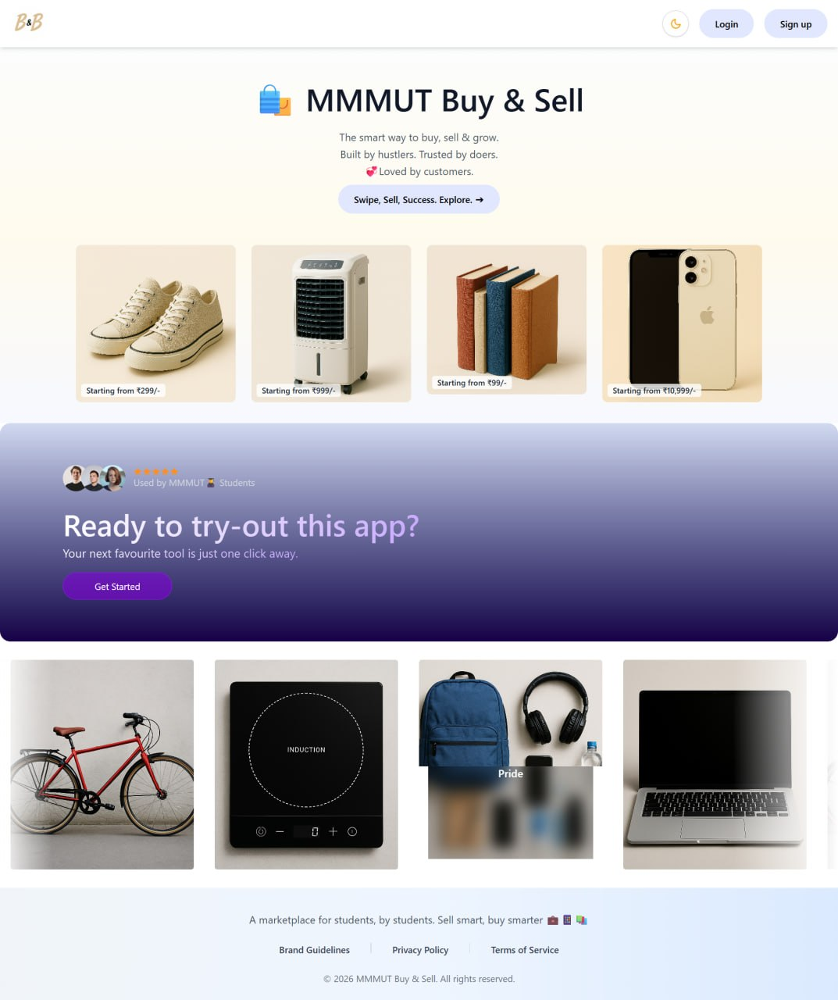 B&B
Login
Sign up
MMMUT Buy & Sell
The smart way to buy, sell & grow.
Built by hustlers. Trusted by doers.
💞Loved by customers.
Swipe, Sell, Success. Explore. ➔
Starting from ₹299/-
Starting from ₹999/-
Starting from ₹99/-
Starting from ₹10,999/-
Used by MMMUT Students
Ready to try-out this app?
Your next favourite tool is just one click away.
Get Started
INDUCTION
0
Pride
A marketplace for students, by students. Sell smart, buy smarter
Brand Guidelines
Privacy Policy
Terms of Service
© 2026 MMMUT Buy & Sell. All rights reserved.